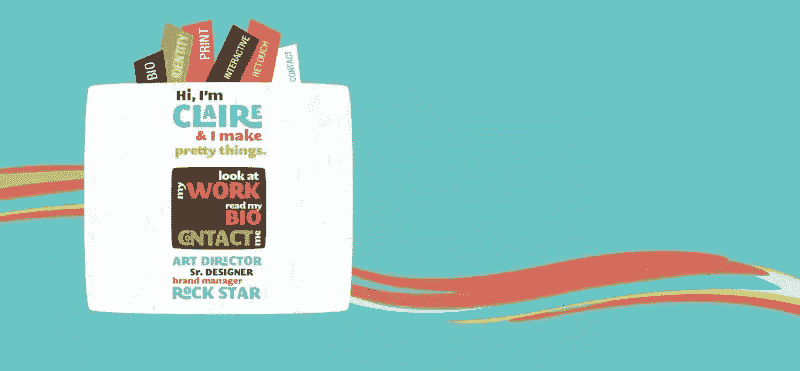 BIO
IDENTITY
PRINT
INTERACTIVE
RETOUCH
CONTACT
Hi, I'm
CLAIRE
& I make
pretty things.
look at
my WORK
read my
BIO
CONTACT me
ART DIRECTOR
Sr. DESIGNER
brand manager
ROCK STAR